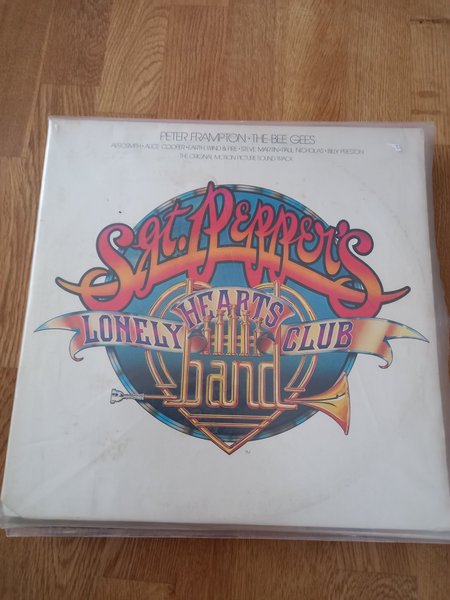 PETER FRAMPTON • THE BEE GEES
AEROSMITH • ALICE COOPER • EARTH, WIND & FIRE • STEVE MARTIN • PAUL NICHOLAS • BILLY PRESTON
THE ORIGINAL MOTION PICTURE SOUND TRACK
Sgt. Pepper's
LONELY HEARTS CLUB
band
TM